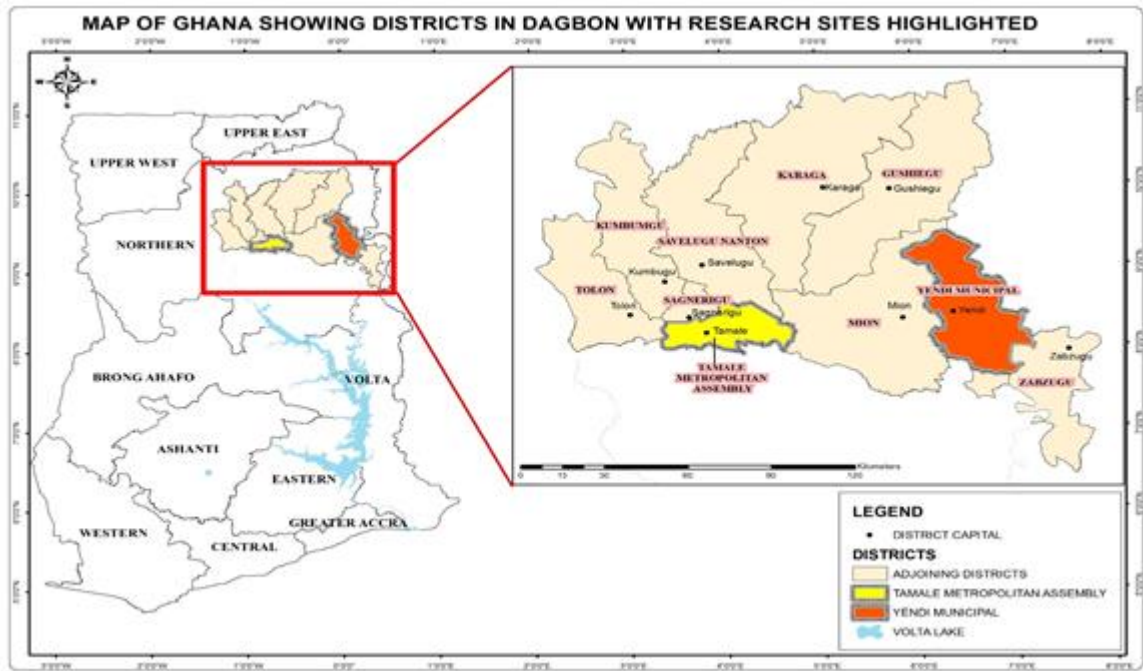 MAP OF GHANA SHOWING DISTRICTS IN DAGBON WITH RESEARCH SITES HIGHLIGHTED
N
W
E
S
UPPER EAST
UPPER WEST
NORTHERN
BRONG AHAFO
VOLTA
ASHANTI
EASTERN
WESTERN
GREATER ACCRA
CENTRAL
KARAGA
Karaga
GUSHIEGU
Gushiegu
KUMBUMGU
SAVELUGU NANTON
Savelugu
Kumbugu
TOLON
Tolon
SAGNERIGU
Sagnerigu
Tamale
TAMALE
METROPOLITAN
ASSEMBLY
MION
Mion
YENDI MUNICIPAL
Yendi
Zabzugu
ZABZUGU
Kilometers
0 15 30 60 90 120
LEGEND
DISTRICT CAPITAL
DISTRICTS
ADJOINING DISTRICTS
TAMALE METROPOLITAN ASSEMBLY
YENDI MUNICIPAL
VOLTA LAKE